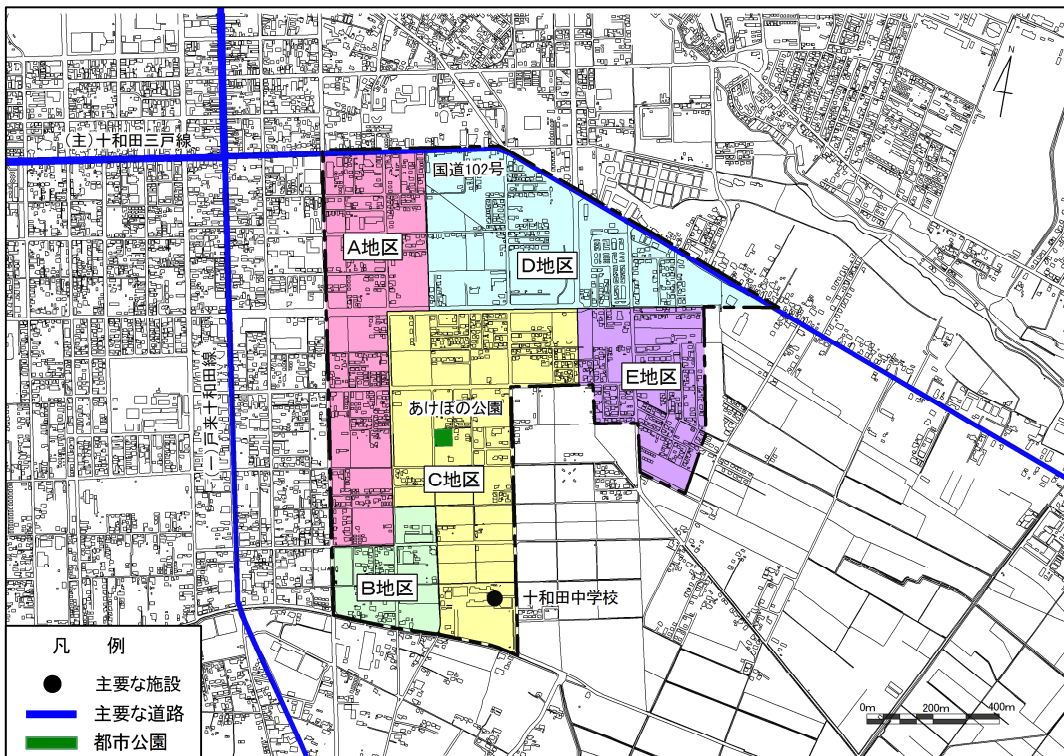 N
(主)十和田三戸線
国道102号
A地区
D地区
(一)戸来十和田線
E地区
あけぼの公園
C地区
B地区
十和田中学校
凡 例
主要な施設
主要な道路
都市公園
0m 200m 400m